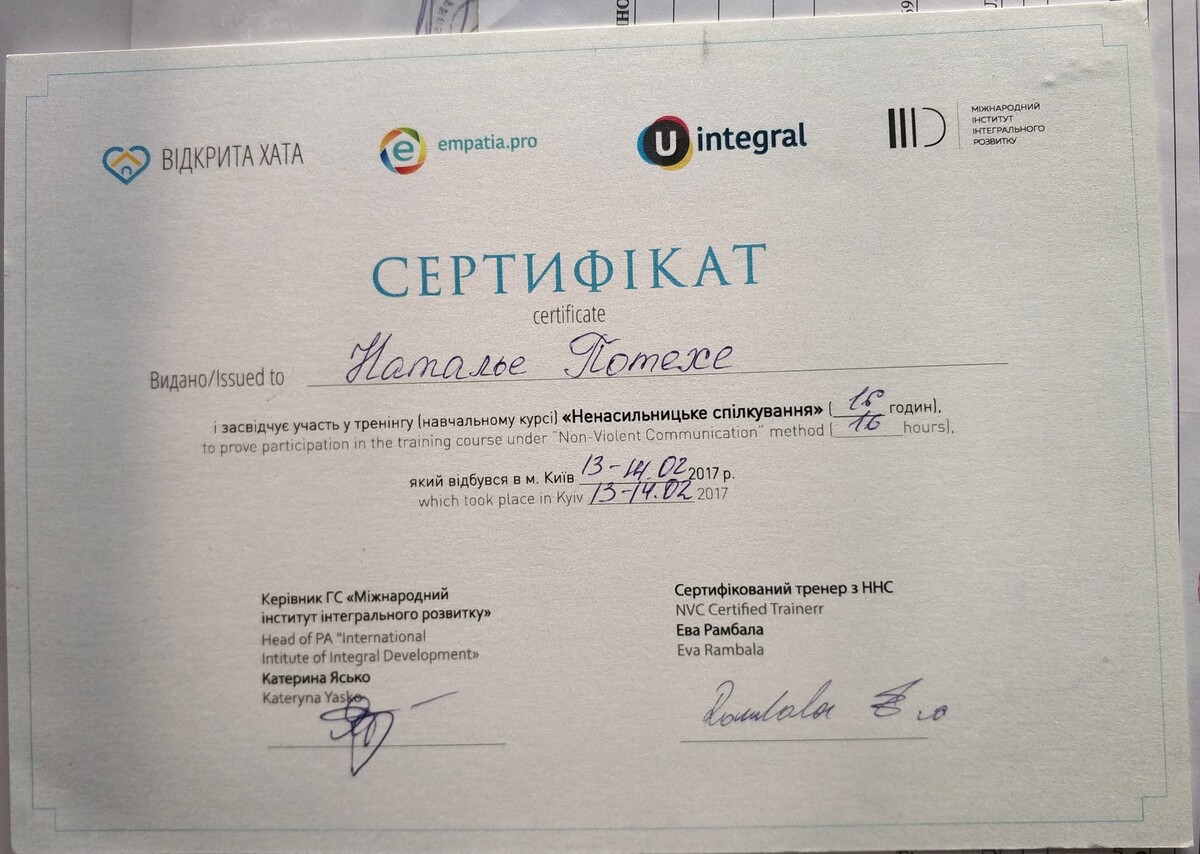 ВІДКРИТА ХАТА
e empatia.pro
U integral
МІЖНАРОДНИЙ
ІНСТИТУТ
ІНТЕГРАЛЬНОГО
РОЗВИТКУ
СЕРТИФІКАТ
certificate
Видано/Issued to Наталье Потехе
і засвідчує участь у тренінгу (навчальному курсі) «Ненасильницьке спілкування» (16 годин),
to prove participation in the training course under "Non-Violent Communication" method (16 hours),
який відбувся в м. Київ 13-14.02 2017 р.
which took place in Kyiv 13-14.02 2017
Керівник ГС «Міжнародний
інститут інтегрального розвитку»
Head of PA "International
Intitute of Integral Development»
Катерина Ясько
Kateryna Yasko
Сертифікований тренер з ННС
NVC Certified Trainerr
Ева Рамбала
Eva Rambala
Rambala Eva